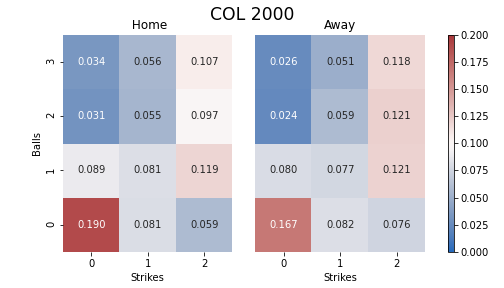 COL 2000
Home
Away
3
2
1
0
Balls
0.034 0.056 0.107
0.031 0.055 0.097
0.089 0.081 0.119
0.190 0.081 0.059
0 1 2
Strikes
0.026 0.051 0.118
0.024 0.059 0.121
0.080 0.077 0.121
0.167 0.082 0.076
0 1 2
Strikes
0.200
0.175
0.150
0.125
0.100
0.075
0.050
0.025
0.000